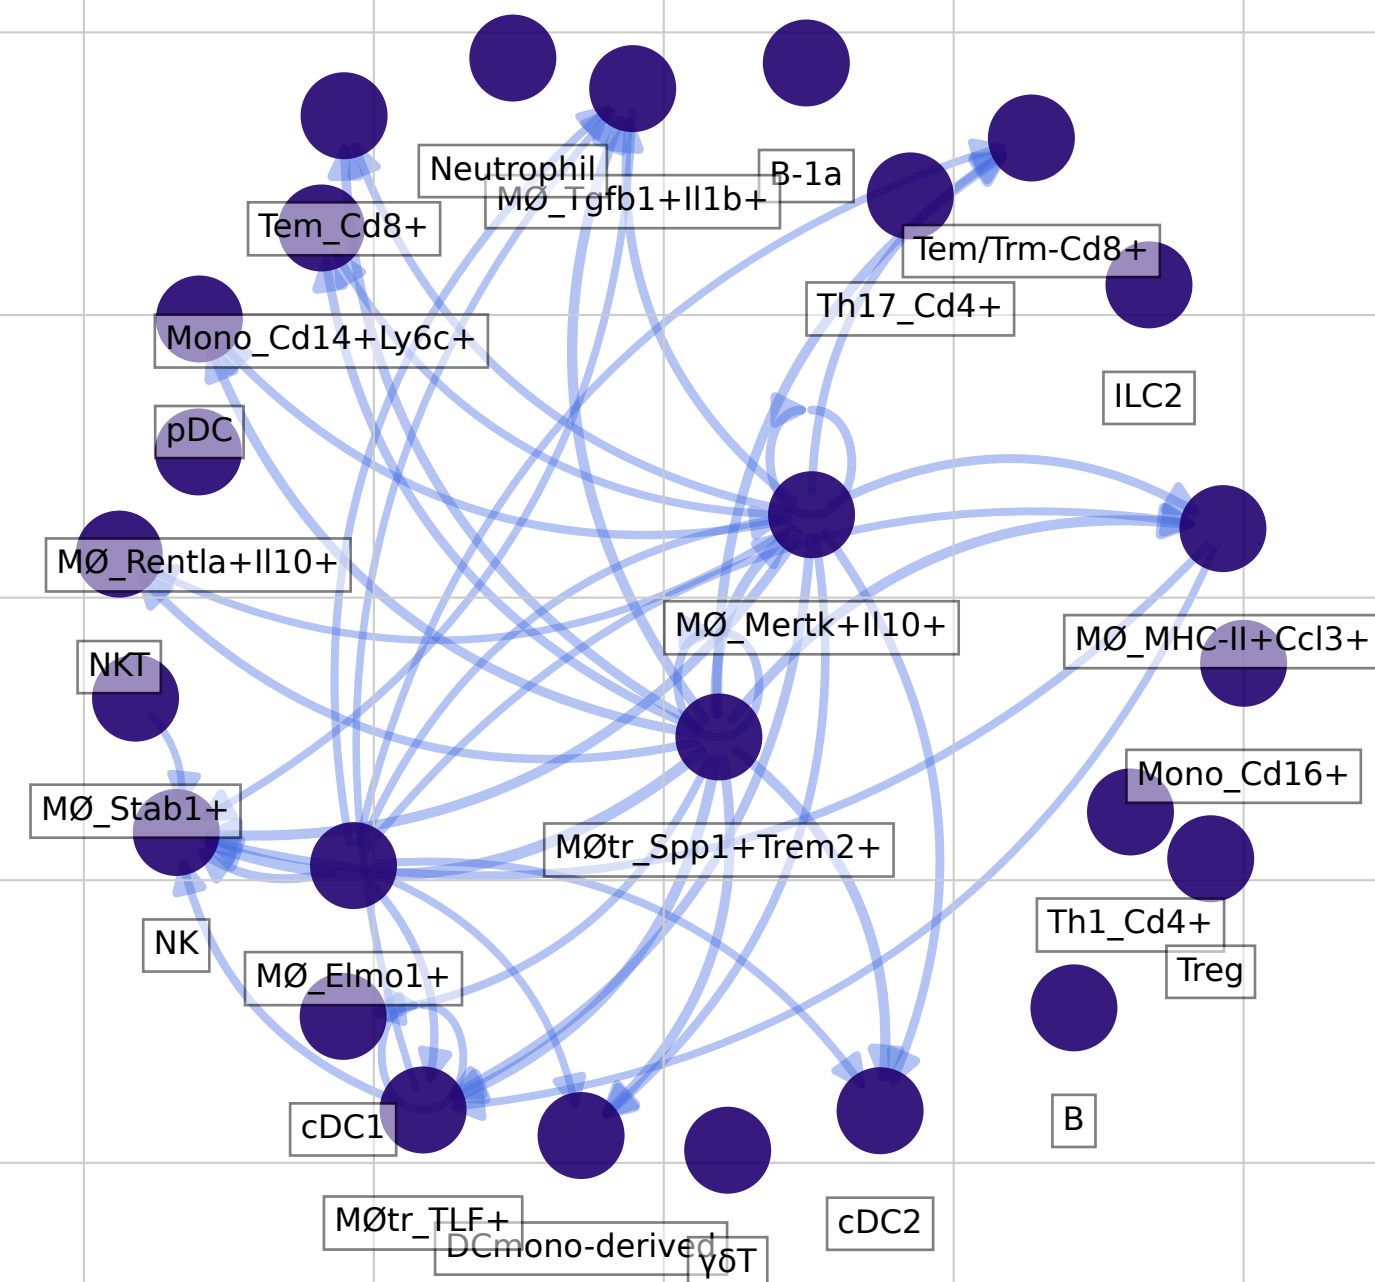 Neutrophil
B-1a
MØ_Tgfb1+Il1b+
Tem_Cd8+
Tem/Trm-Cd8+
Th17_Cd4+
Mono_Cd14+Ly6c+
ILC2
pDC
MØ_Rentla+Il10+
MØ_Mertk+Il10+
MØ_MHC-II+Ccl3+
NKT
Mono_Cd16+
MØ_Stab1+
MØtr_Spp1+Trem2+
Th1_Cd4+
NK
Treg
MØ_Elmo1+
B
cDC1
MØtr_TLF+
cDC2
DCmono-derived
γδT